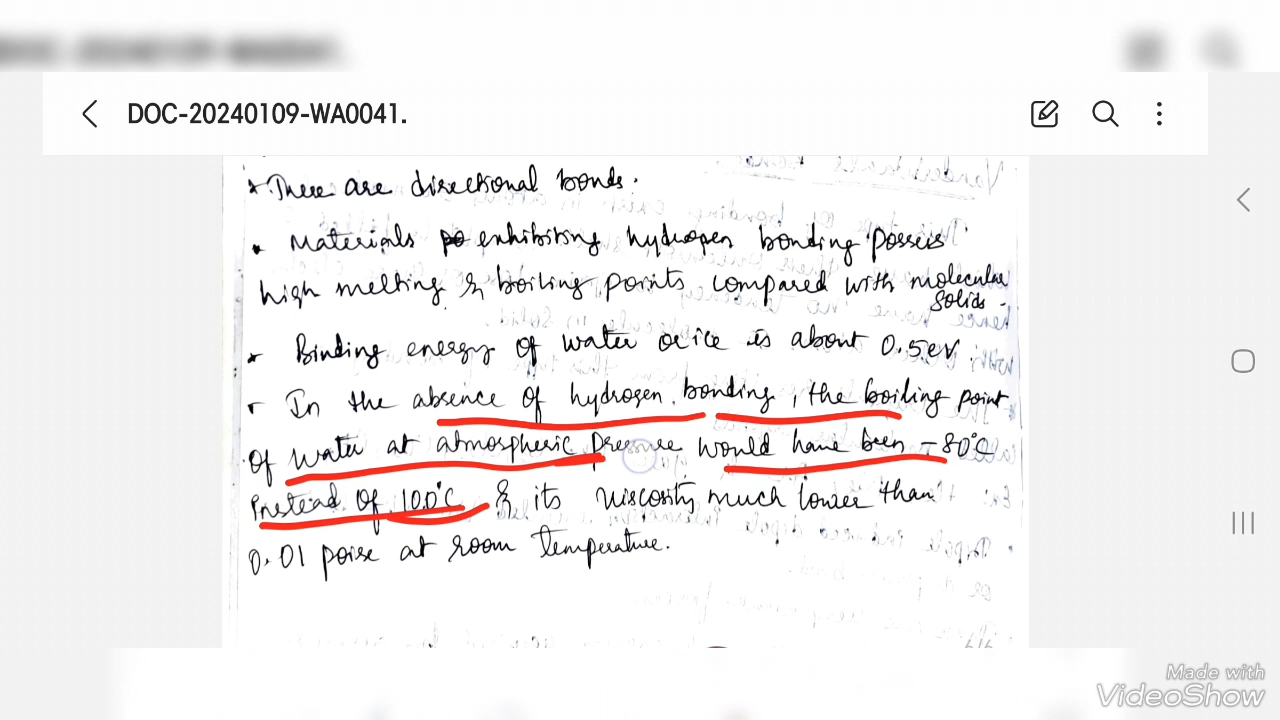 DOC-20240109-WA0041.
* There are directional bonds.
• Materials exhibiting hydrogen bonding possess
high melting & boiling points compared with molecular
solids.
* Binding energy of water or ice is about 0.5 eV
In the absence of hydrogen bonding, the boiling point
of water at atmospheric pressure would have been -80°C
instead of 100°C & its viscosity much lower than
0.01 poise at room temperature.
Made with
VideoShow